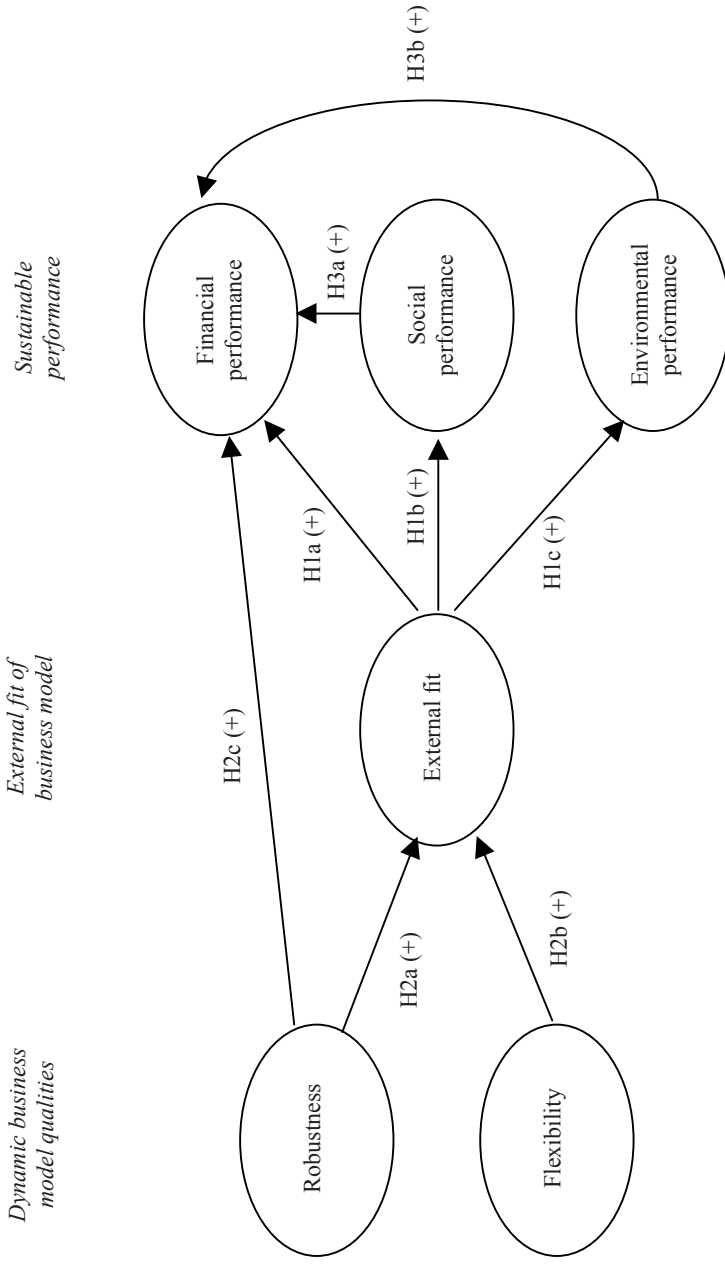 Dynamic business
model qualities
External fit of
business model
Sustainable
performance
Robustness
Flexibility
H2c (+)
H2a (+)
H2b (+)
External fit
H1a (+)
H1b (+)
H1c (+)
Financial
performance
H3a (+)
Social
performance
Environmental
performance
H3b (+)